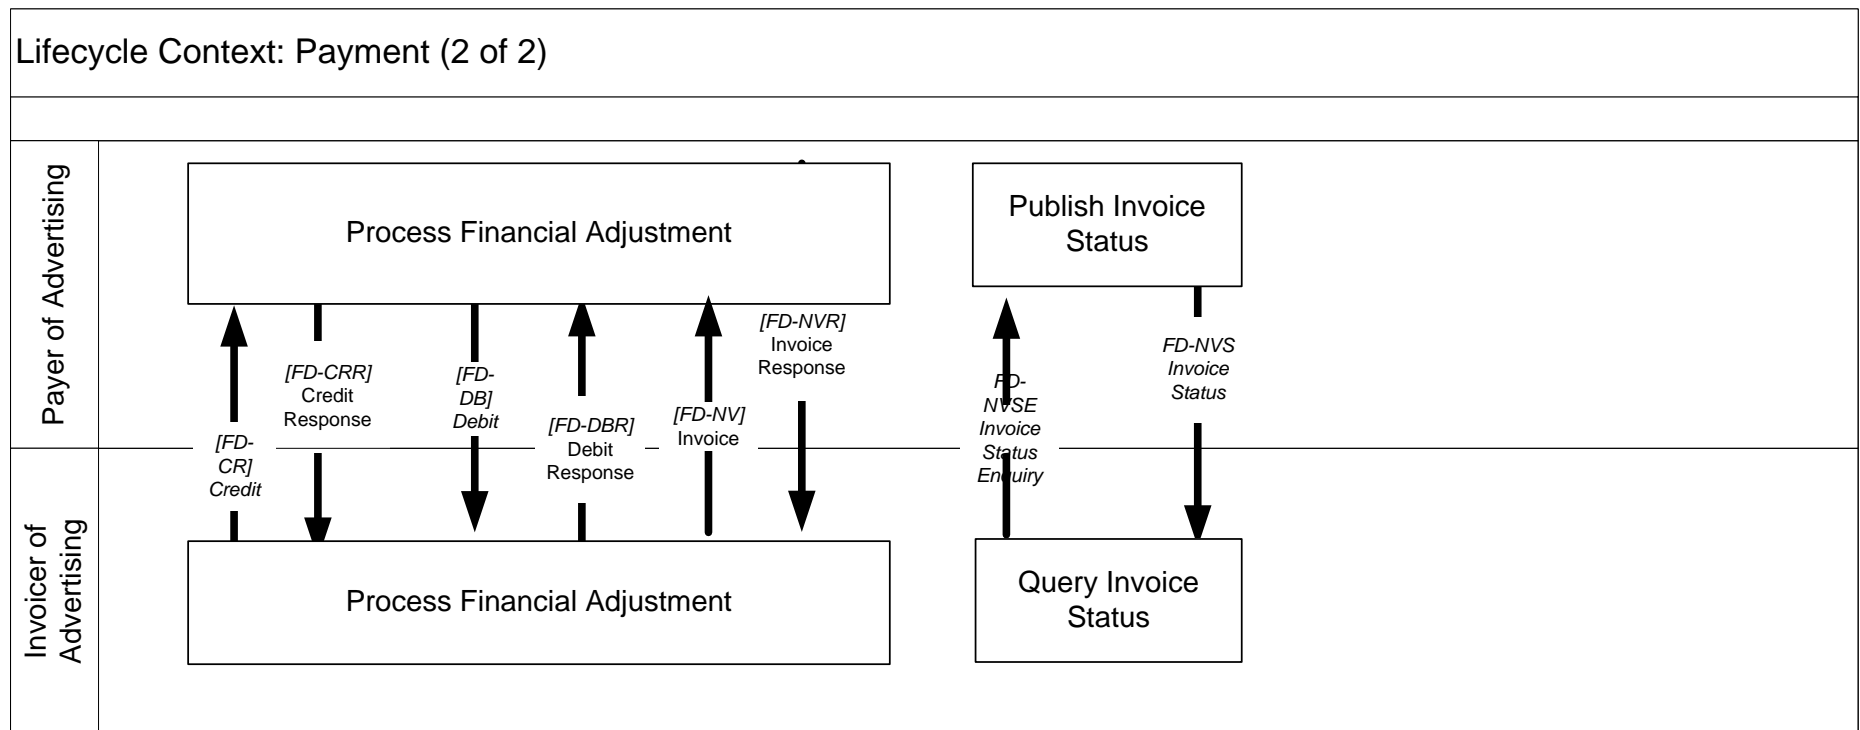 Lifecycle Context: Payment (2 of 2)
Payer of Advertising
Process Financial Adjustment
Publish Invoice
Status
[FD-
CR]
Credit
[FD-CRR]
Credit
Response
[FD-
DB]
Debit
[FD-DBR]
Debit
Response
[FD-NV]
Invoice
[FD-NVR]
Invoice
Response
FD-
NVSE
Invoice
Status
Enquiry
FD-NVS
Invoice
Status
Invoicer of
Advertising
Process Financial Adjustment
Query Invoice
Status